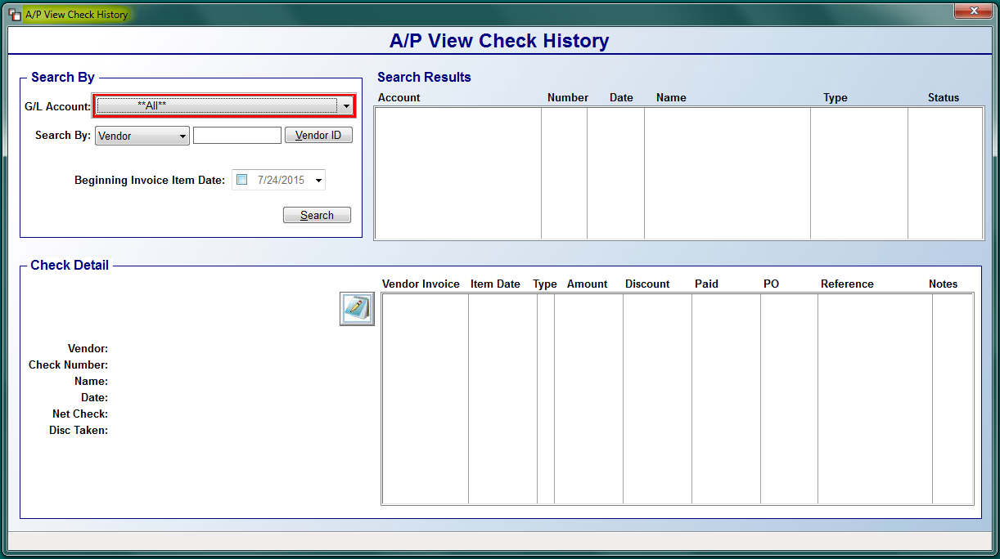 A/P View Check History
A/P View Check History
Search By
G/L Account: **All**
Search By: Vendor Vendor ID
Beginning Invoice Item Date: 7/24/2015
Search
Search Results
Account Number Date Name Type Status
Check Detail
Vendor Invoice Item Date Type Amount Discount Paid PO Reference Notes
Vendor:
Check Number:
Name:
Date:
Net Check:
Disc Taken: